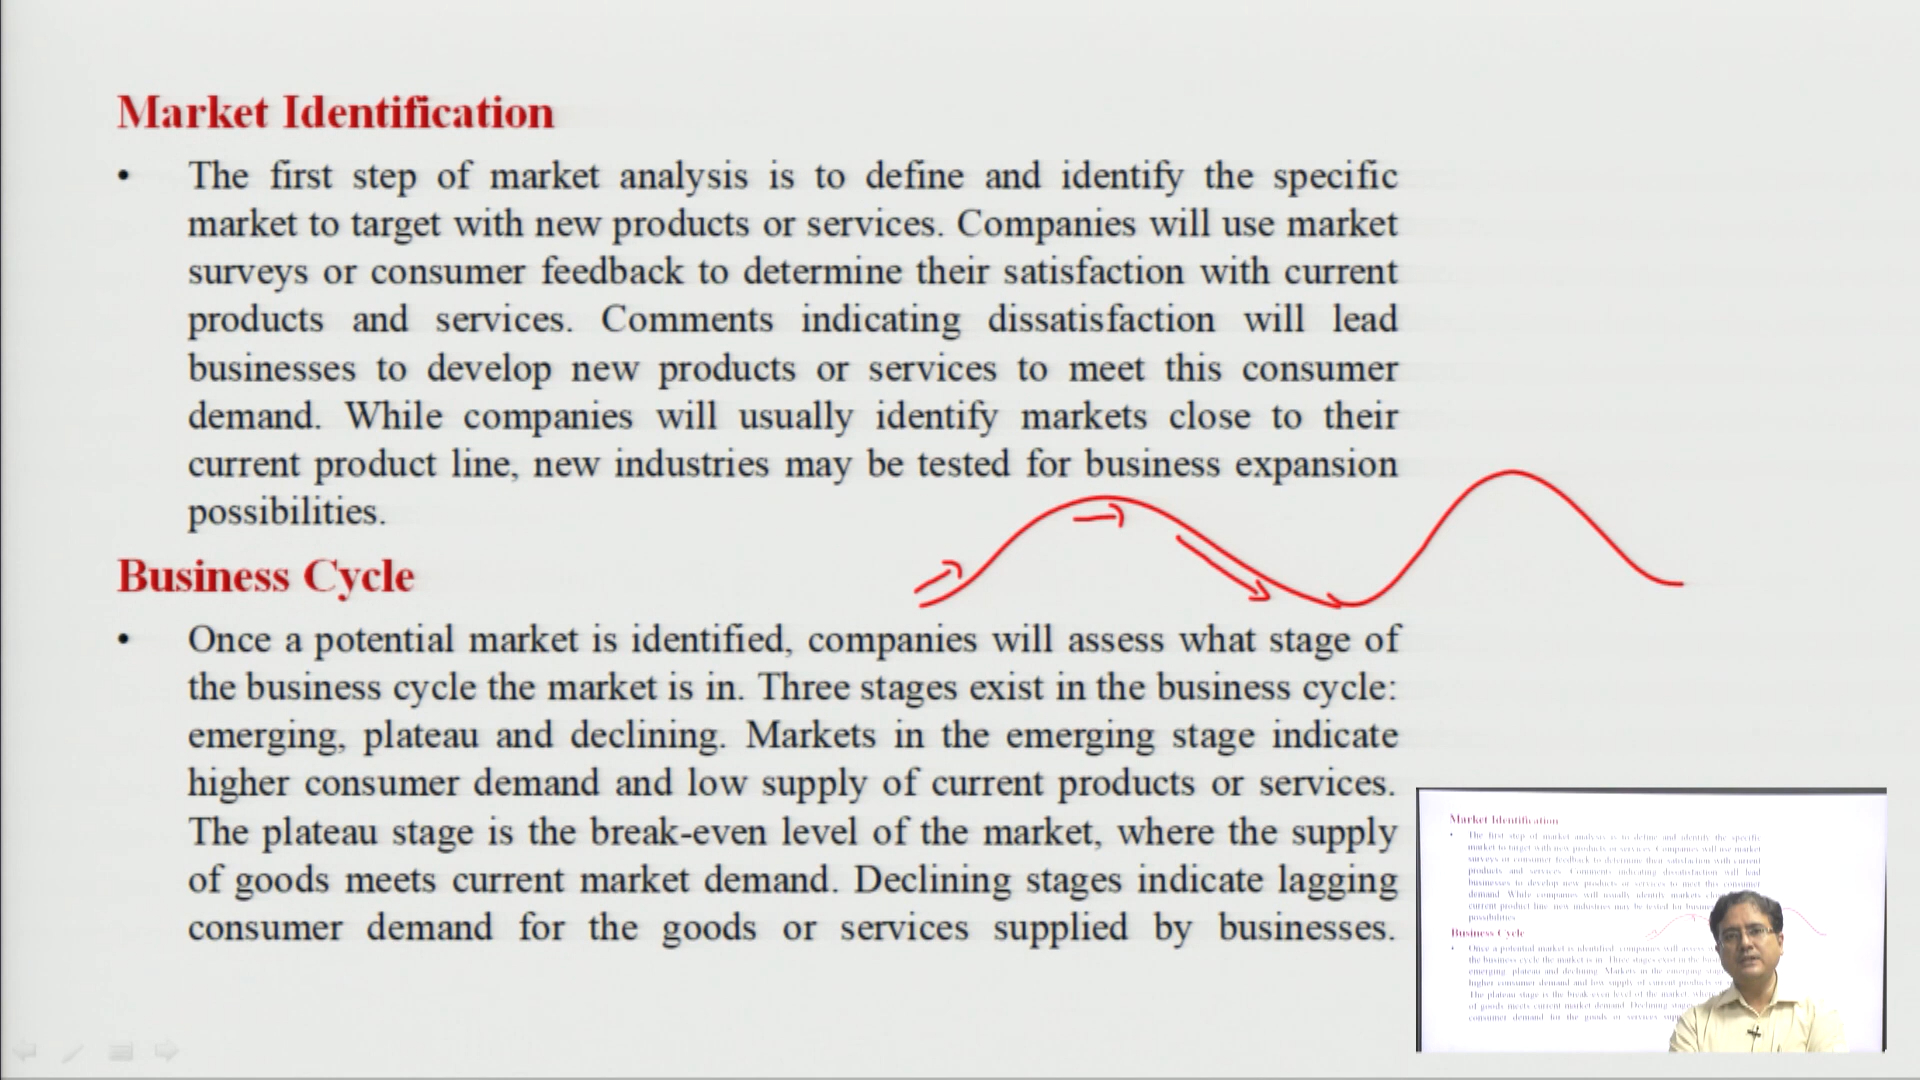 Market Identification
• The first step of market analysis is to define and identify the specific
market to target with new products or services. Companies will use market
surveys or consumer feedback to determine their satisfaction with current
products and services. Comments indicating dissatisfaction will lead
businesses to develop new products or services to meet this consumer
demand. While companies will usually identify markets close to their
current product line, new industries may be tested for business expansion
possibilities.
Business Cycle
• Once a potential market is identified, companies will assess what stage of
the business cycle the market is in. Three stages exist in the business cycle:
emerging, plateau and declining. Markets in the emerging stage indicate
higher consumer demand and low supply of current products or services.
The plateau stage is the break-even level of the market, where the supply
of goods meets current market demand. Declining stages indicate lagging
consumer demand for the goods or services supplied by businesses.
Market Identification
Business Cycle